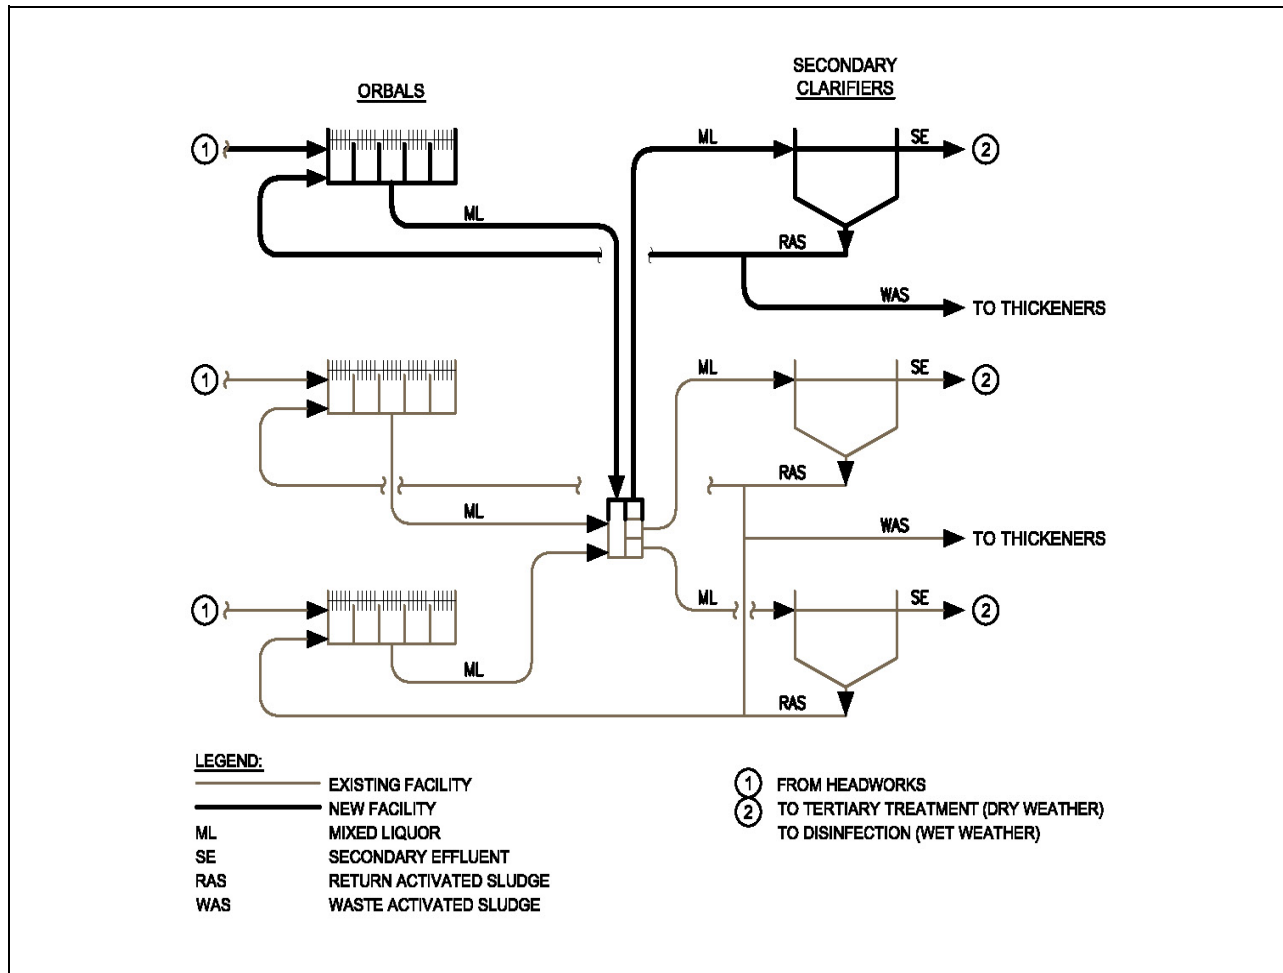 SECONDARY
ORBALS
CLARIFIERS
1
ML
SE
2
ML
RAS
WAS
TO THICKENERS
1
ML
SE
2
RAS
ML
WAS
TO THICKENERS
1
ML
SE
2
ML
RAS
LEGEND:
EXISTING FACILITY
NEW FACILITY
ML MIXED LIQUOR
SE SECONDARY EFFLUENT
RAS RETURN ACTIVATED SLUDGE
WAS WASTE ACTIVATED SLUDGE
1 FROM HEADWORKS
2 TO TERTIARY TREATMENT (DRY WEATHER)
TO DISINFECTION (WET WEATHER)